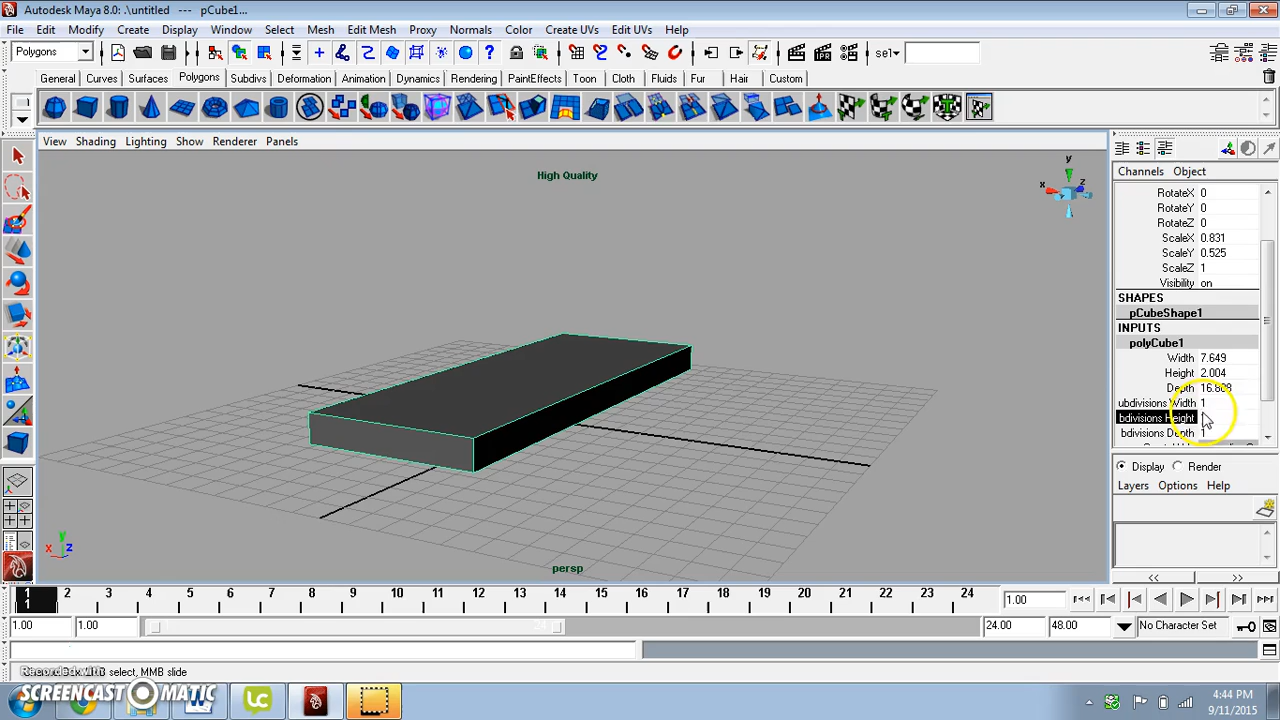 Autodesk Maya 8.0: .\untitled --- pCube1...
File Edit Modify Create Display Window Select Mesh Edit Mesh Proxy Normals Color Create UVs Edit UVs Help
Polygons sel
General Curves Surfaces Polygons Subdivs Deformation Animation Dynamics Rendering PaintEffects Toon Cloth Fluids Fur Hair Custom
IPR
View Shading Lighting Show Renderer Panels
High Quality
y
x z
persp
y
x z
Channels Object
RotateX 0
RotateY 0
RotateZ 0
ScaleX 0.831
ScaleY 0.525
ScaleZ 1
Visibility on
SHAPES
pCubeShape1
INPUTS
polyCube1
Width 7.649
Height 2.004
Depth 16.808
ubdivisions Width 1
bdivisions Height
bdivisions Depth 1
Display Render
Layers Options Help
<< >>
1 2 3 4 5 6 7 8 9 10 11 12 13 14 15 16 17 18 19 20 21 22 23 24
1 1.00
1.00 1.00 24 24.00 48.00 No Character Set
Recorded with
MMB slide
SCREENCAST MATIC
W UC
4:44 PM
9/11/2015